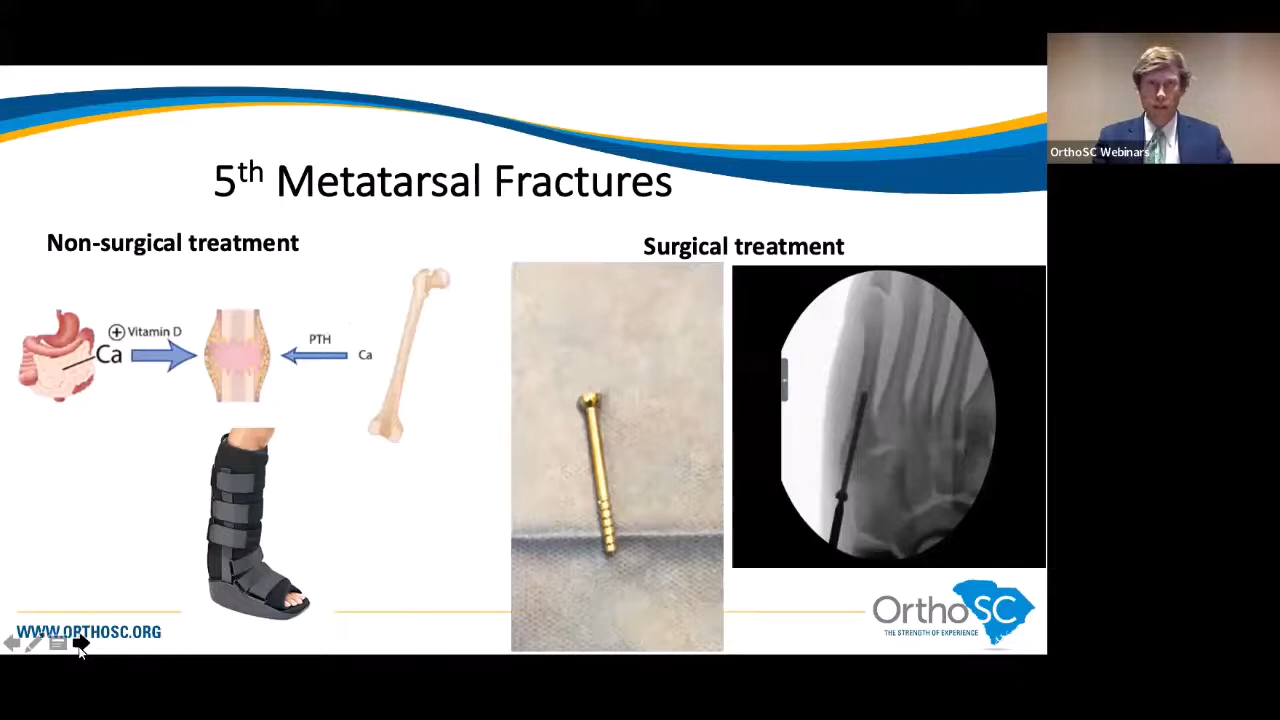 5th Metatarsal Fractures
Non-surgical treatment
Surgical treatment
Vitamin D
Ca
PTH
Ca
WWW.ORTHOSC.ORG
OrthoSC
THE STRENGTH OF EXPERIENCE
OrthoSC Webinars